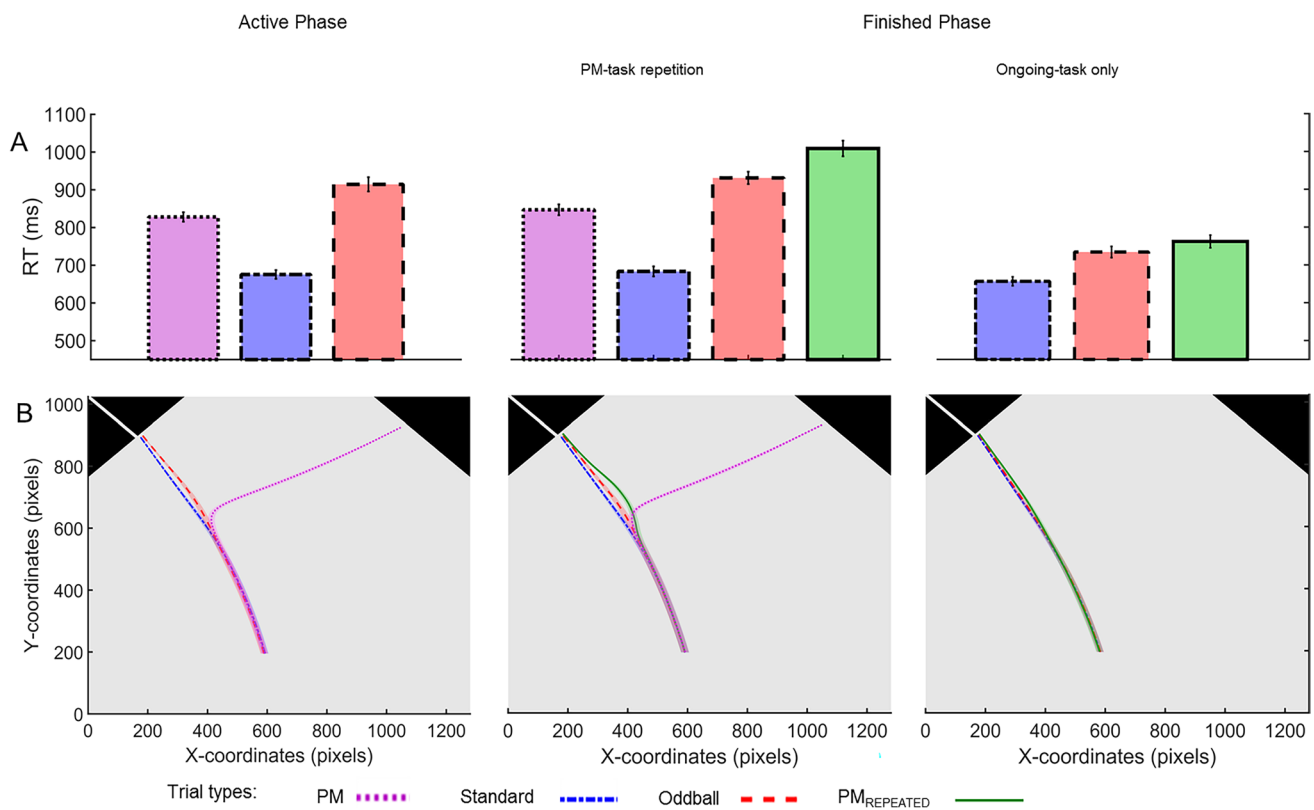 Active Phase
Finished Phase
PM-task repetition
Ongoing-task only
A
RT (ms)
1100
1000
900
800
700
600
500
B
Y-coordinates (pixels)
1000
800
600
400
200
0
0 200 400 600 800 1000 1200
0 200 400 600 800 1000 1200
0 200 400 600 800 1000 1200
X-coordinates (pixels)
X-coordinates (pixels)
X-coordinates (pixels)
Trial types: PM Standard Oddball PMREPEATED